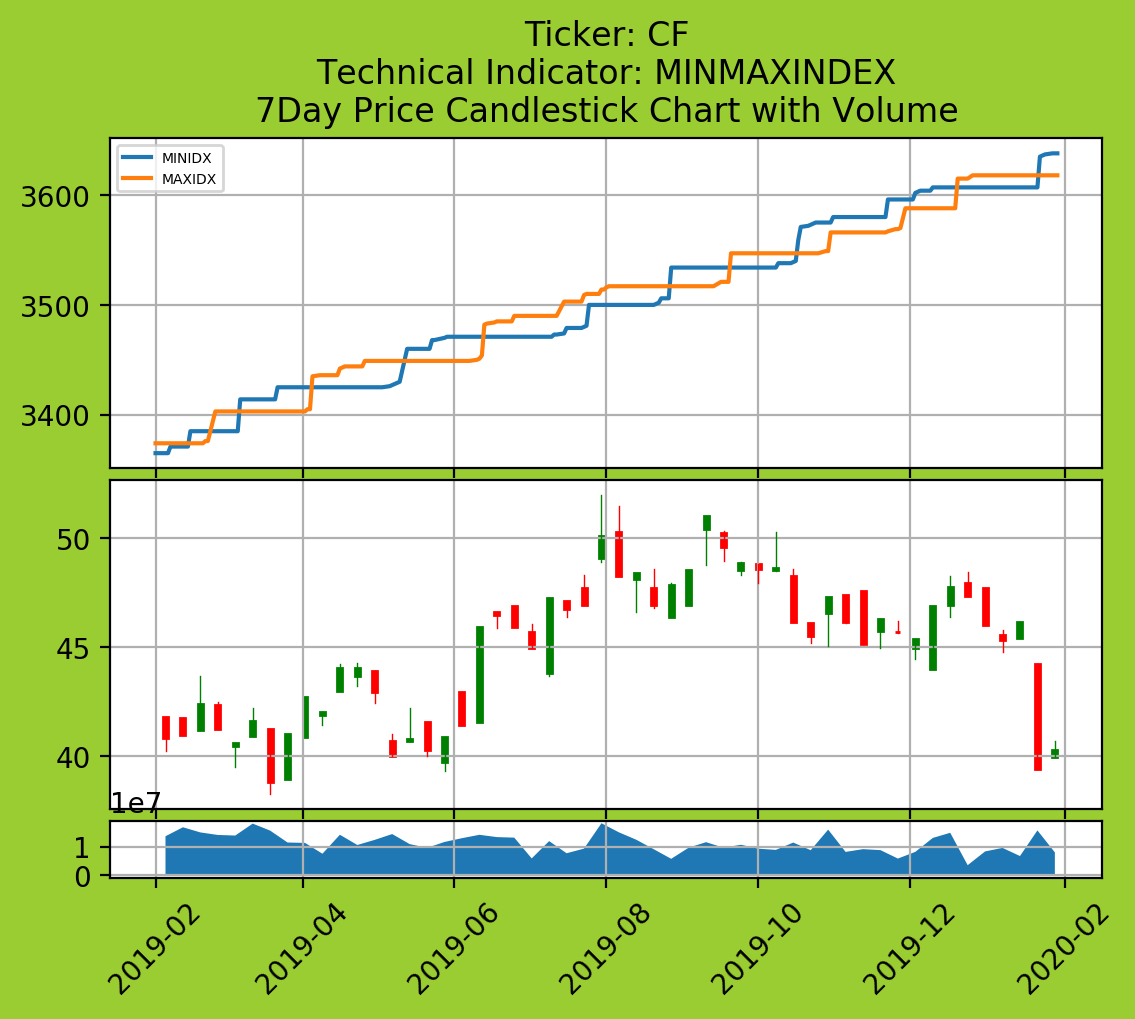 Ticker: CF
Technical Indicator: MINMAXINDEX
7Day Price Candlestick Chart with Volume
MINIDX
MAXIDX
3600
3500
3400
50
45
40
1e7
1
0
2019-02
2019-04
2019-06
2019-08
2019-10
2019-12
2020-02